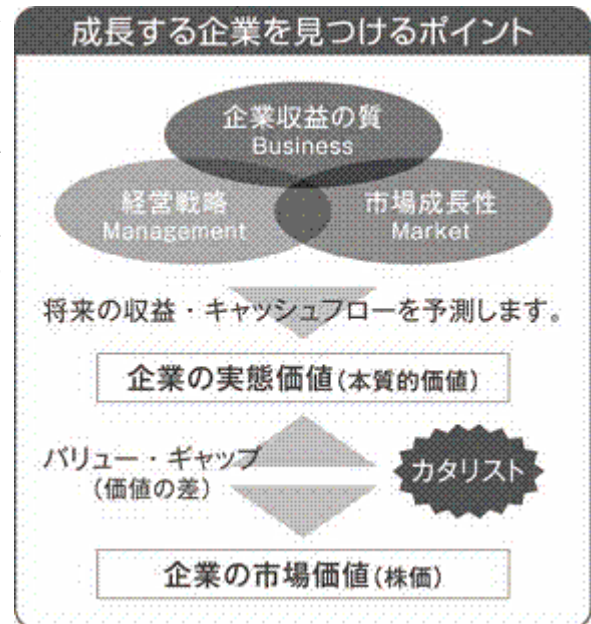 成長する企業を見つけるポイント
企業収益の質
Business
経営戦略
Management
市場成長性
Market
将来の収益・キャッシュフローを予測します。
企業の実態価値(本質的価値)
バリュー・ギャップ
(価値の差)
カタリスト
企業の市場価値(株価)